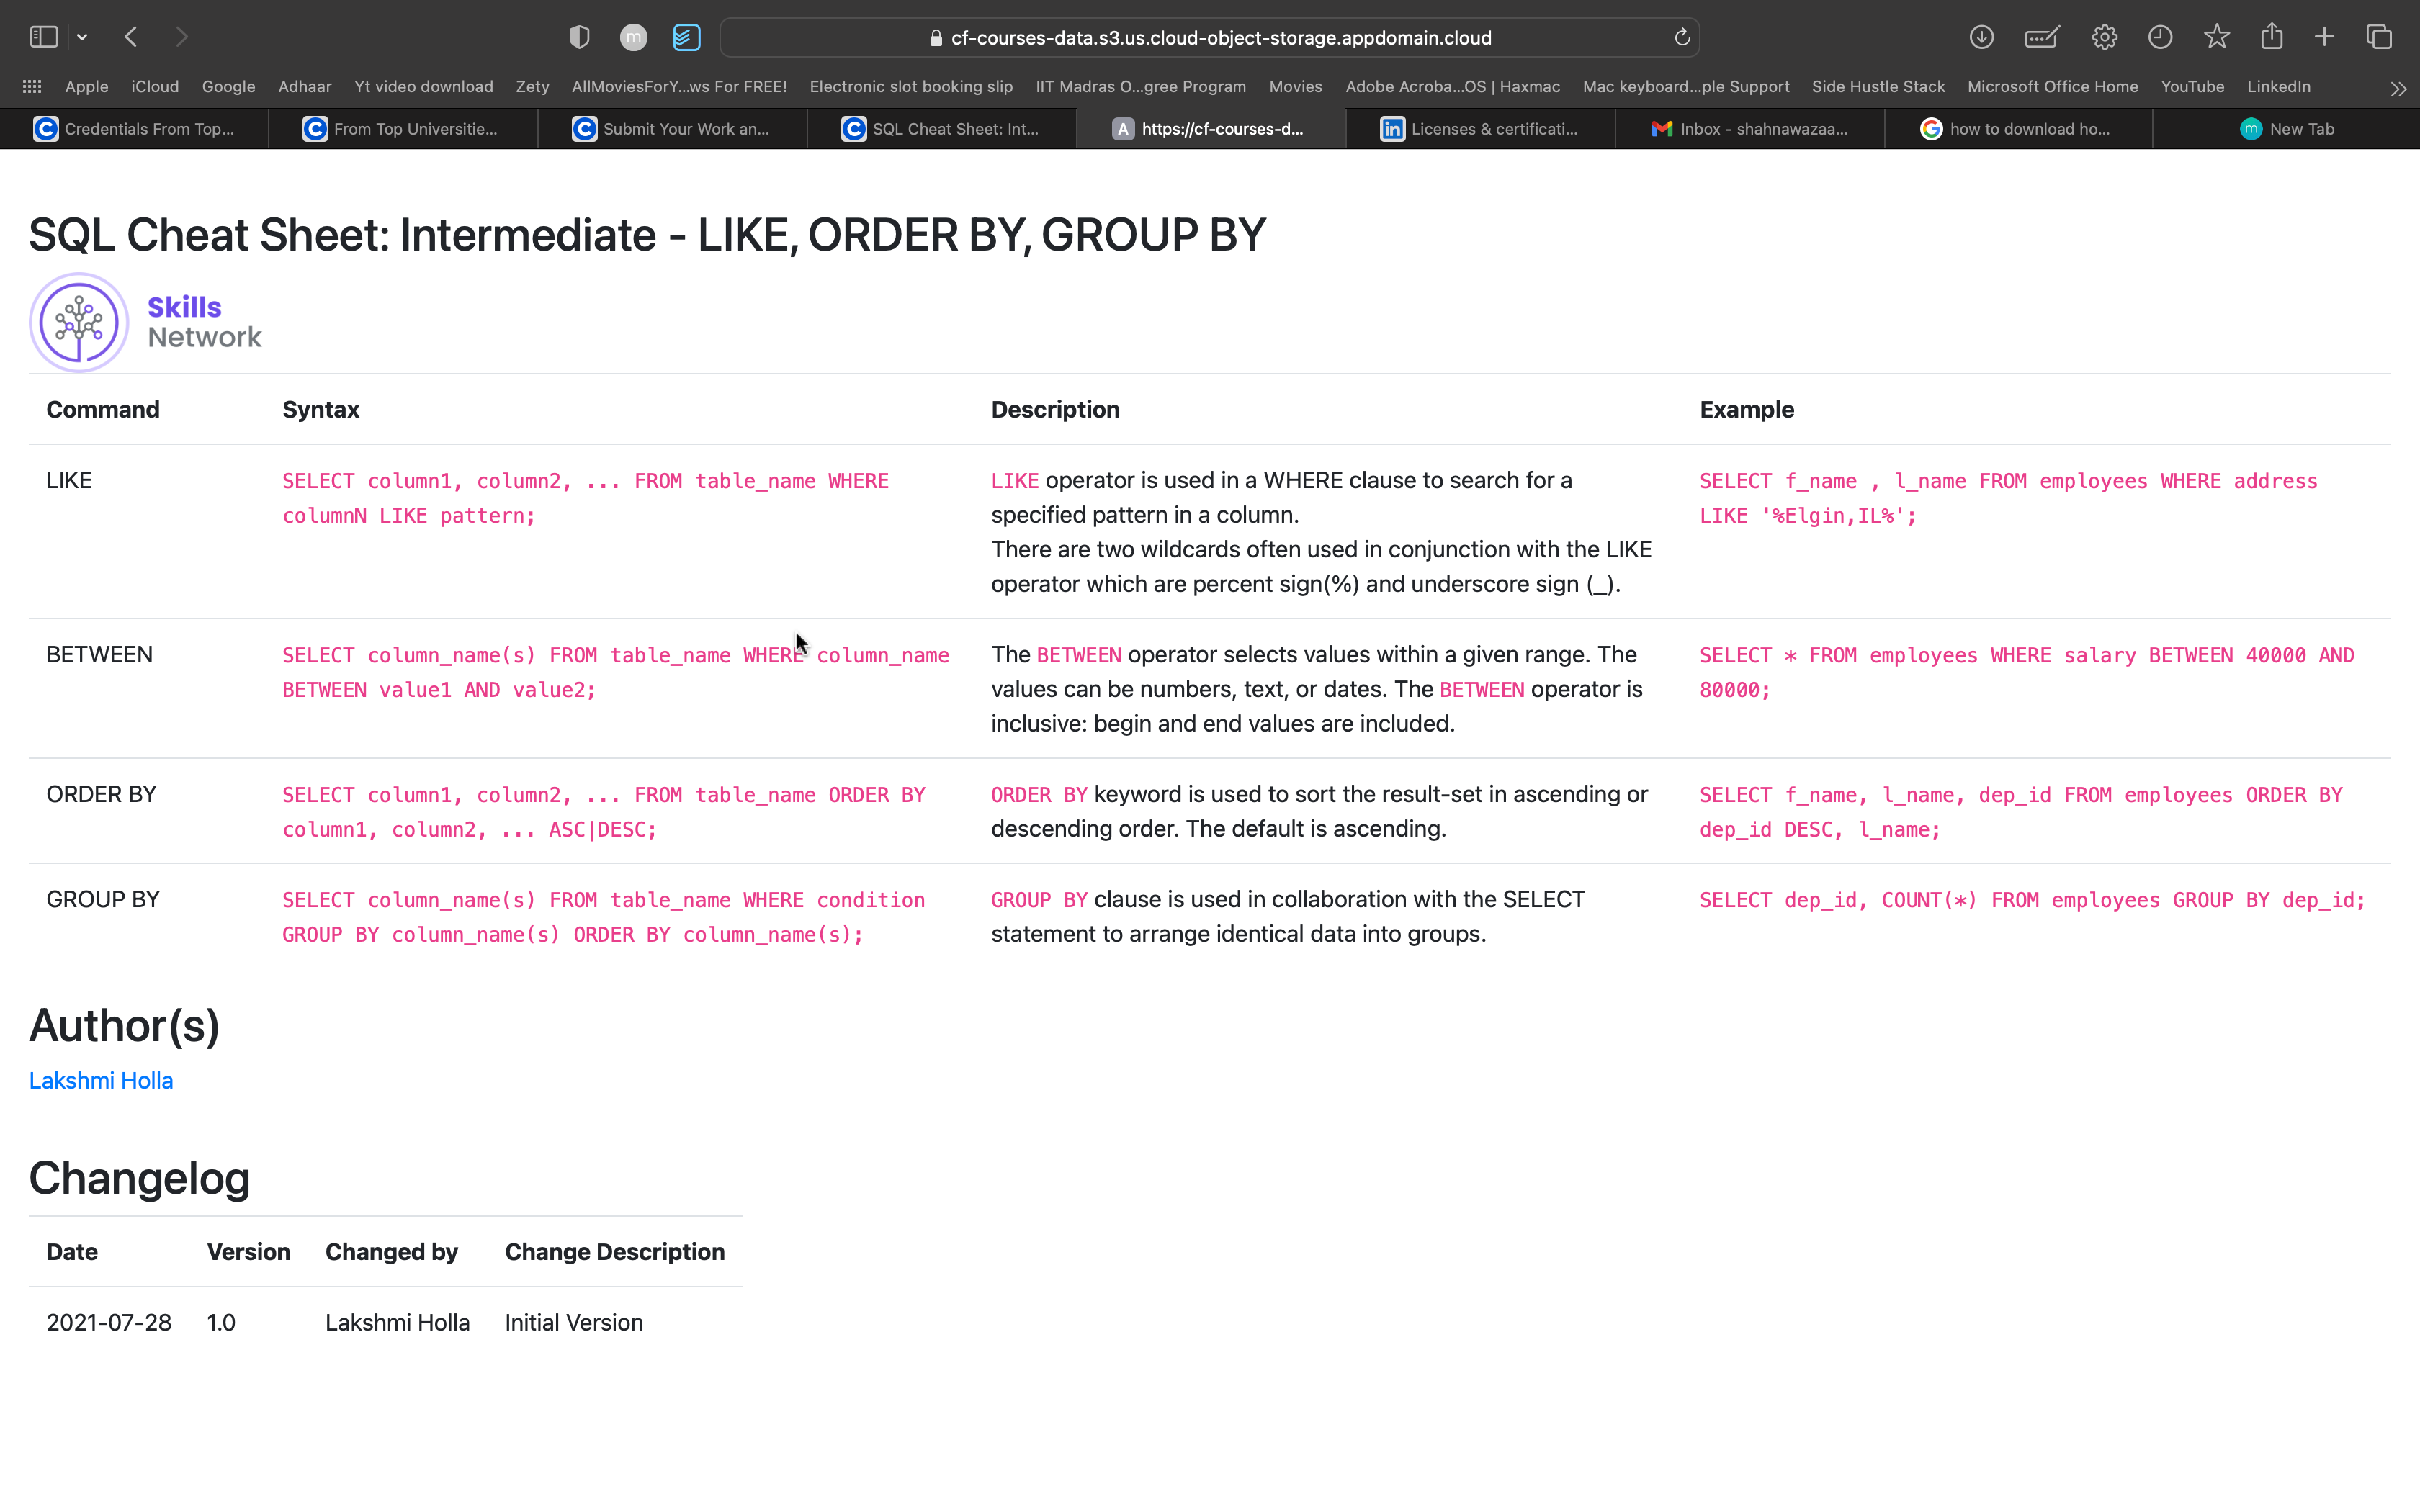 cf-courses-data.s3.us.cloud-object-storage.appdomain.cloud
m
Apple iCloud Google Adhaar Yt video download Zety AllMoviesForY...ws For FREE! Electronic slot booking slip IIT Madras O...gree Program Movies Adobe Acroba...OS | Haxmac Mac keyboard...ple Support Side Hustle Stack Microsoft Office Home YouTube LinkedIn
C Credentials From Top... C From Top Universitie... C Submit Your Work an... C SQL Cheat Sheet: Int... A https://cf-courses-d... in Licenses & certificati... Inbox - shahnawazaa... G how to download ho... m New Tab
SQL Cheat Sheet: Intermediate - LIKE, ORDER BY, GROUP BY
Skills
Network
Command Syntax Description Example
LIKE
SELECT column1, column2, ... FROM table_name WHERE
columnN LIKE pattern;
LIKE operator is used in a WHERE clause to search for a
specified pattern in a column.
There are two wildcards often used in conjunction with the LIKE
operator which are percent sign(%) and underscore sign (_).
SELECT f_name , l_name FROM employees WHERE address
LIKE '%Elgin,IL%';
BETWEEN
SELECT column_name(s) FROM table_name WHERE column_name
BETWEEN value1 AND value2;
The BETWEEN operator selects values within a given range. The
values can be numbers, text, or dates. The BETWEEN operator is
inclusive: begin and end values are included.
SELECT * FROM employees WHERE salary BETWEEN 40000 AND
80000;
ORDER BY
SELECT column1, column2, ... FROM table_name ORDER BY
column1, column2, ... ASC|DESC;
ORDER BY keyword is used to sort the result-set in ascending or
descending order. The default is ascending.
SELECT f_name, l_name, dep_id FROM employees ORDER BY
dep_id DESC, l_name;
GROUP BY
SELECT column_name(s) FROM table_name WHERE condition
GROUP BY column_name(s) ORDER BY column_name(s);
GROUP BY clause is used in collaboration with the SELECT
statement to arrange identical data into groups.
SELECT dep_id, COUNT(*) FROM employees GROUP BY dep_id;
Author(s)
Lakshmi Holla
Changelog
Date Version Changed by Change Description
2021-07-28 1.0 Lakshmi Holla Initial Version